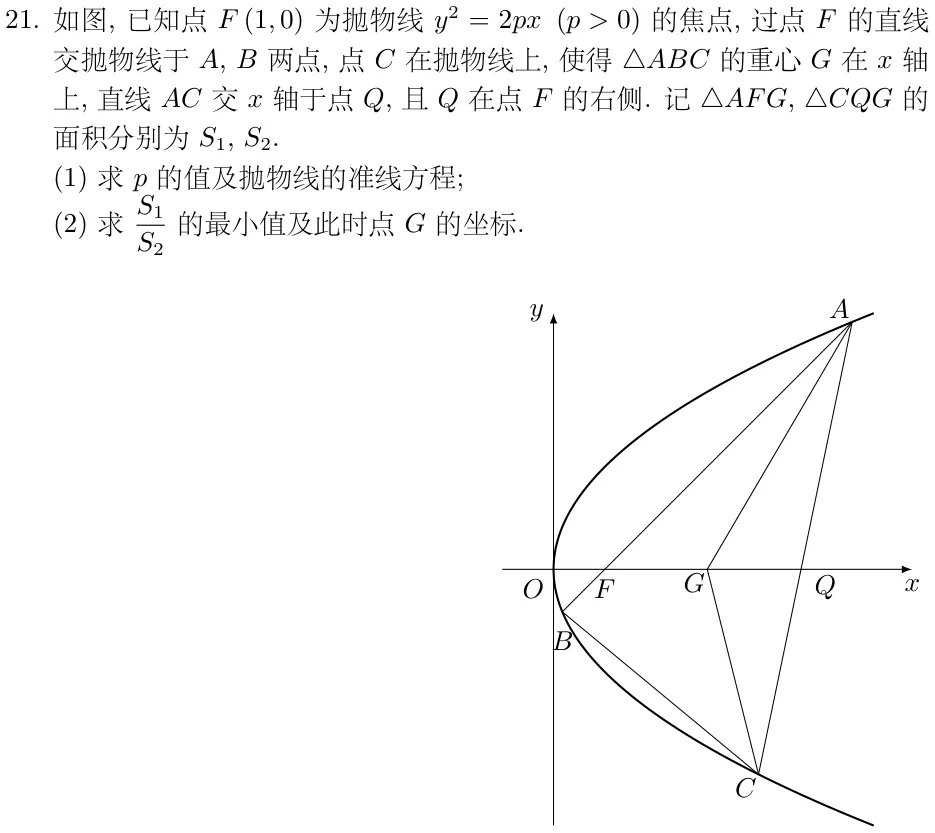 21. 如图, 已知点 F (1, 0) 为抛物线 y² = 2px (p > 0) 的焦点, 过点 F 的直线
交抛物线于 A, B 两点, 点 C 在抛物线上, 使得 △ABC 的重心 G 在 x 轴
上, 直线 AC 交 x 轴于点 Q, 且 Q 在点 F 的右侧. 记 △AFG, △CQG 的
面积分别为 S₁, S₂.
(1) 求 p 的值及抛物线的准线方程;
(2) 求 S₁/S₂ 的最小值及此时点 G 的坐标.
y
A
O
F
G
Q
x
B
C